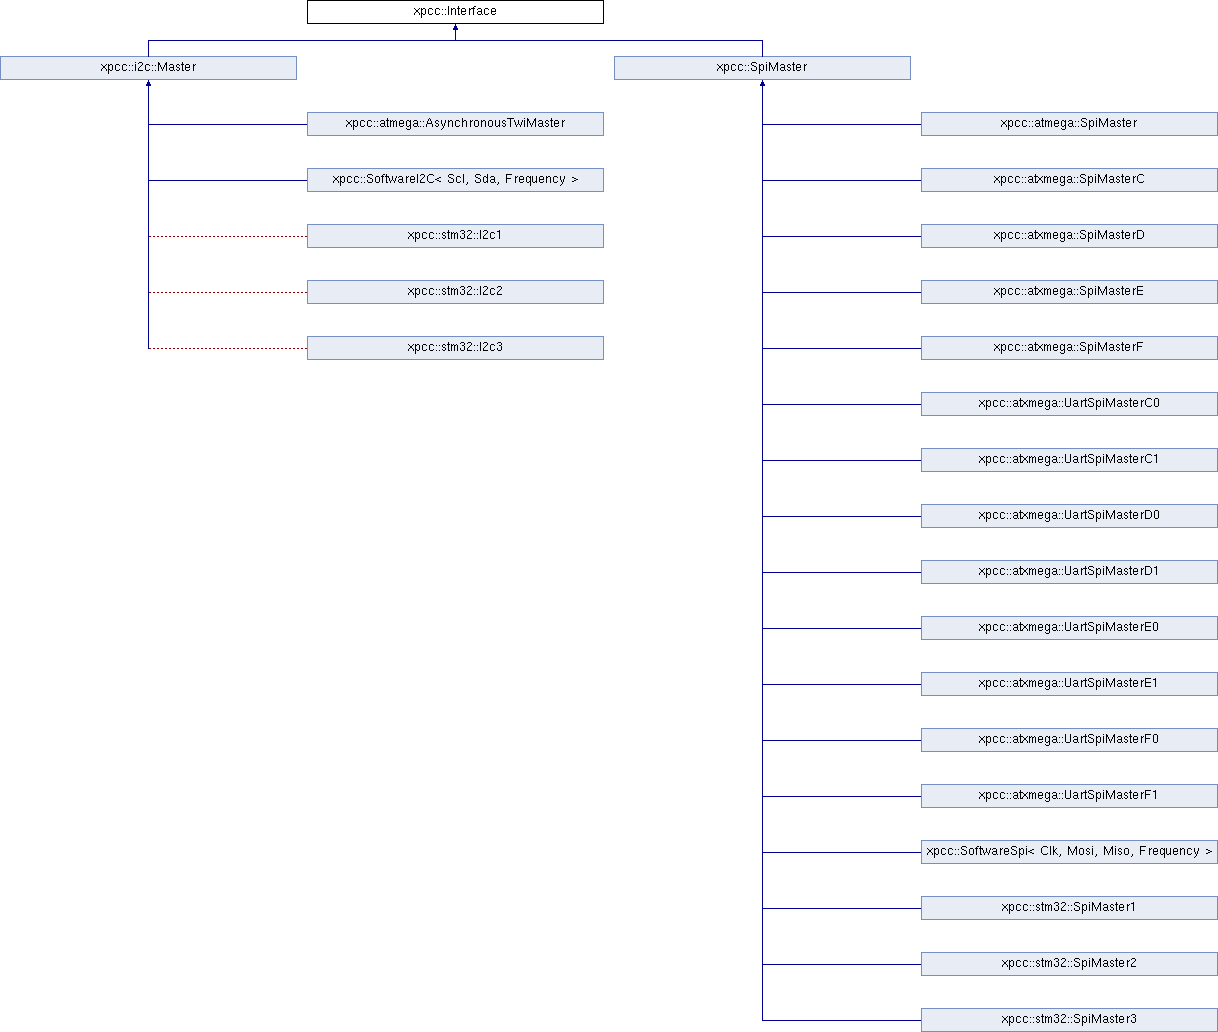 xpcc::Interface
xpcc::i2c::Master
xpcc::SpiMaster
xpcc::atmega::AsynchronousTwiMaster
xpcc::atmega::SpiMaster
xpcc::SoftwareI2C< Scl, Sda, Frequency >
xpcc::atxmega::SpiMasterC
xpcc::stm32::I2c1
xpcc::atxmega::SpiMasterD
xpcc::stm32::I2c2
xpcc::atxmega::SpiMasterE
xpcc::stm32::I2c3
xpcc::atxmega::SpiMasterF
xpcc::atxmega::UartSpiMasterC0
xpcc::atxmega::UartSpiMasterC1
xpcc::atxmega::UartSpiMasterD0
xpcc::atxmega::UartSpiMasterD1
xpcc::atxmega::UartSpiMasterE0
xpcc::atxmega::UartSpiMasterE1
xpcc::atxmega::UartSpiMasterF0
xpcc::atxmega::UartSpiMasterF1
xpcc::SoftwareSpi< Clk, Mosi, Miso, Frequency >
xpcc::stm32::SpiMaster1
xpcc::stm32::SpiMaster2
xpcc::stm32::SpiMaster3